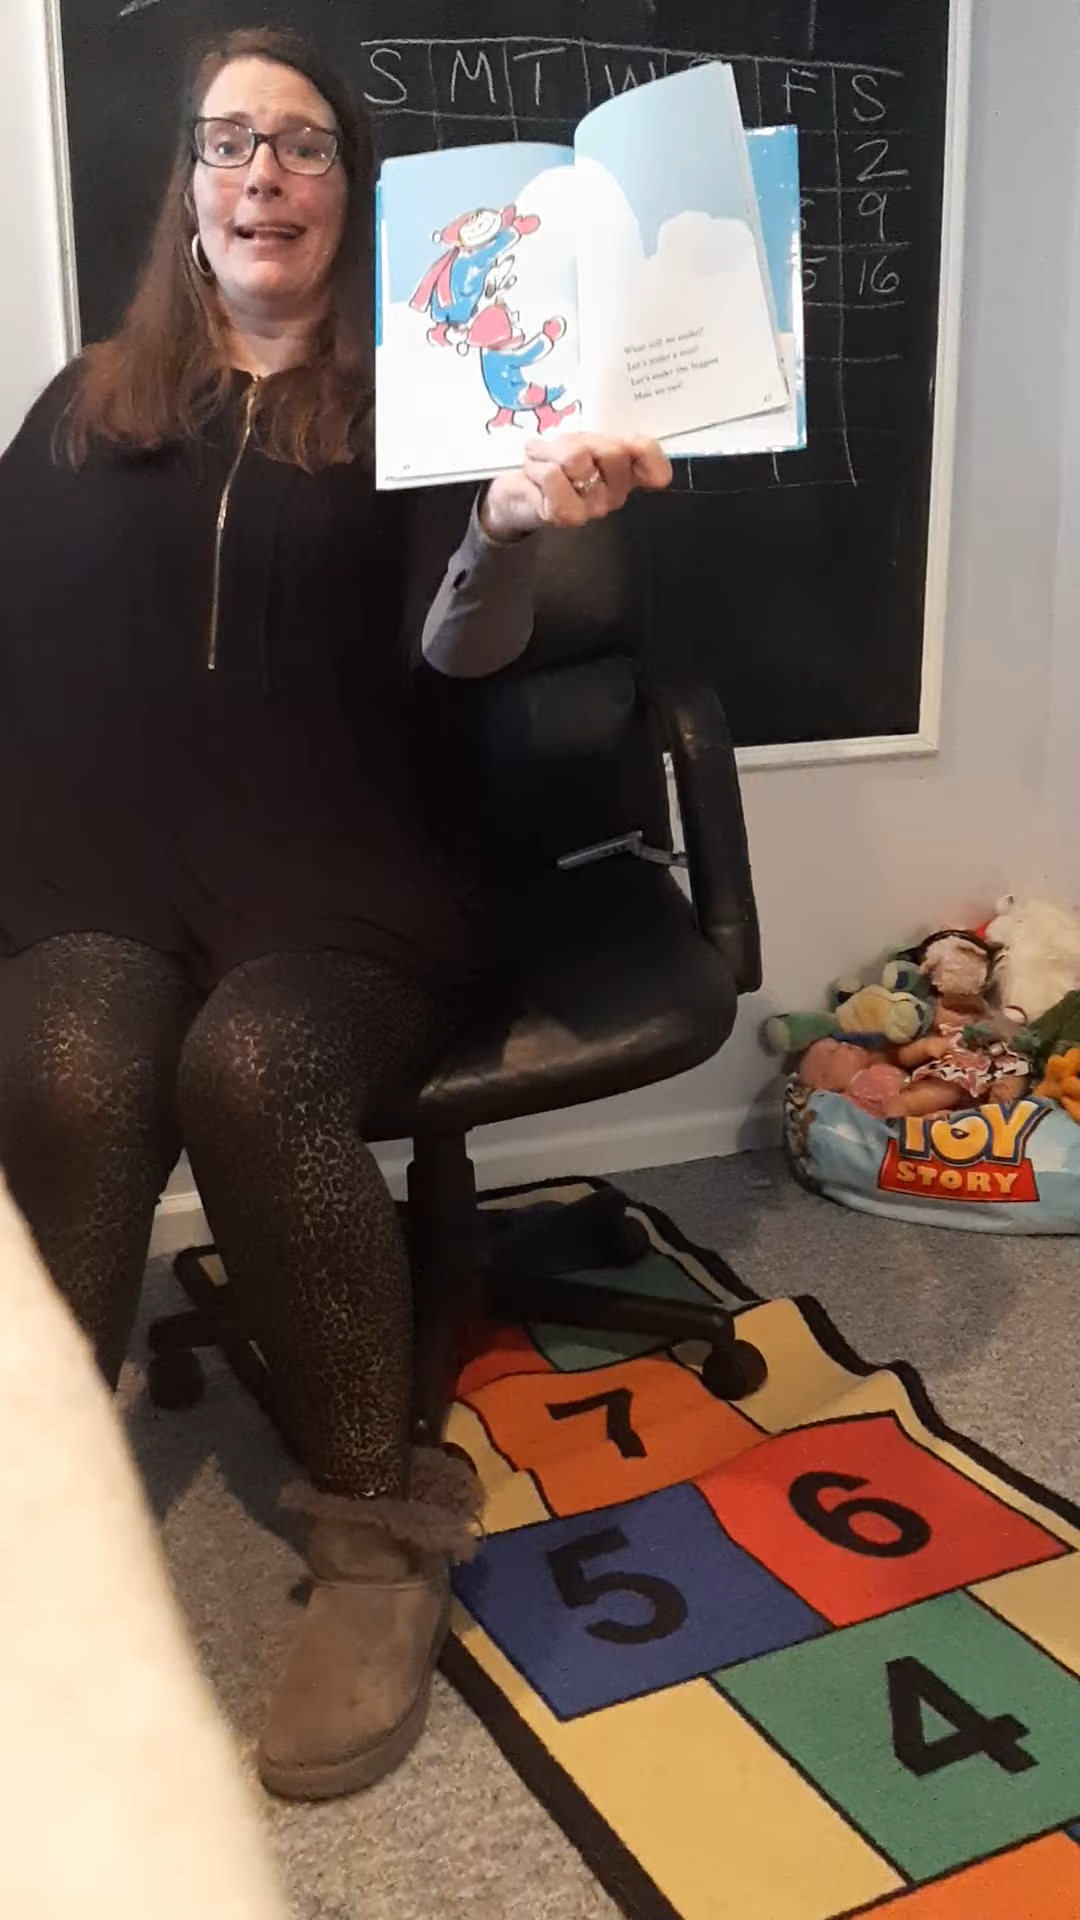 S M T W F S
2
9
5 16
What will we make?
Let's make a man!
Let's make the biggest
Man we can!
TOY
STORY
7
6
5
4